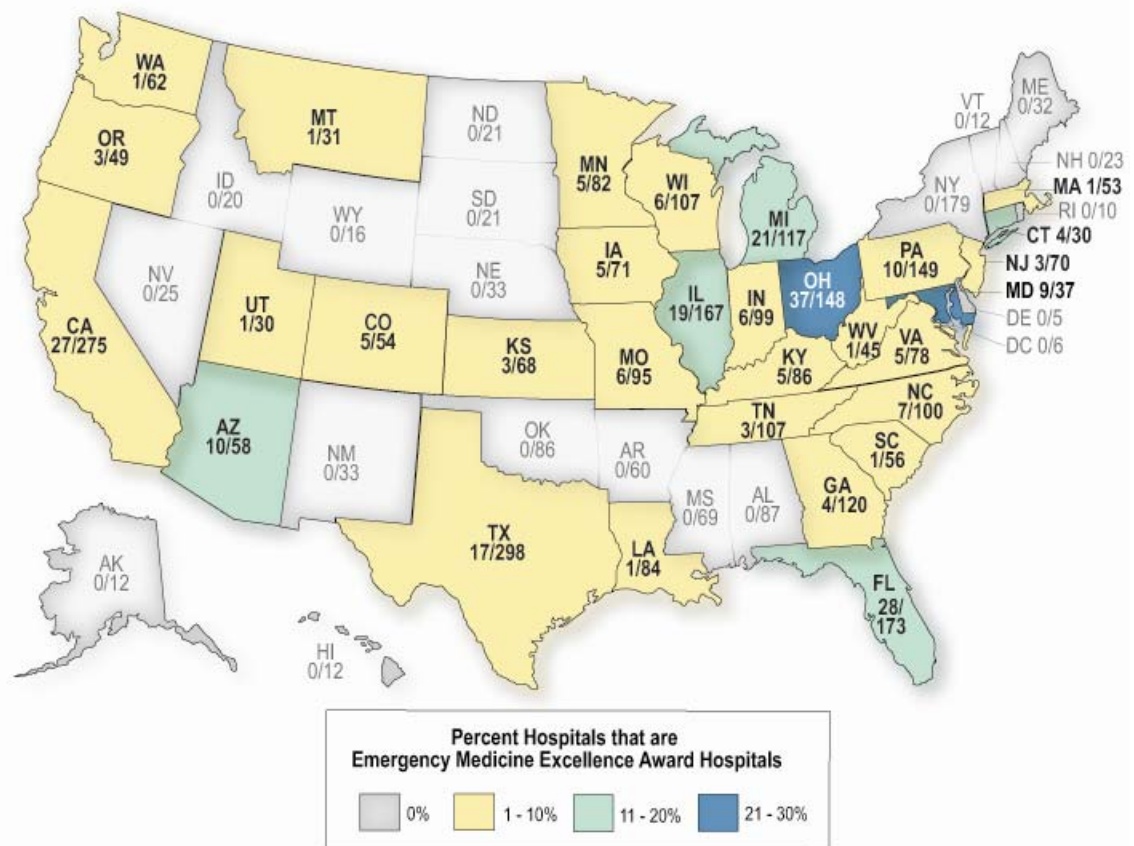 WA
1/62
MT
1/31
ND
0/21
OR
3/49
ID
0/20
WY
0/16
SD
0/21
MN
5/82
WI
6/107
MI
21/117
VT
0/12
ME
0/32
NH 0/23
MA 1/53
RI 0/10
CT 4/30
NY
0/179
NJ 3/70
MD 9/37
DE 0/5
DC 0/6
PA
10/149
NV
0/25
UT
1/30
CO
5/54
NE
0/33
IA
5/71
IL
19/167
IN
6/99
OH
37/148
WV
1/45
VA
5/78
CA
27/275
KS
3/68
MO
6/95
KY
5/86
NC
7/100
TN
3/107
SC
1/56
AZ
10/58
NM
0/33
OK
0/86
AR
0/60
MS
0/69
AL
0/87
GA
4/120
TX
17/298
LA
1/84
FL
28/
173
AK
0/12
HI
0/12
Percent Hospitals that are
Emergency Medicine Excellence Award Hospitals
0% 1 - 10% 11 - 20% 21 - 30%